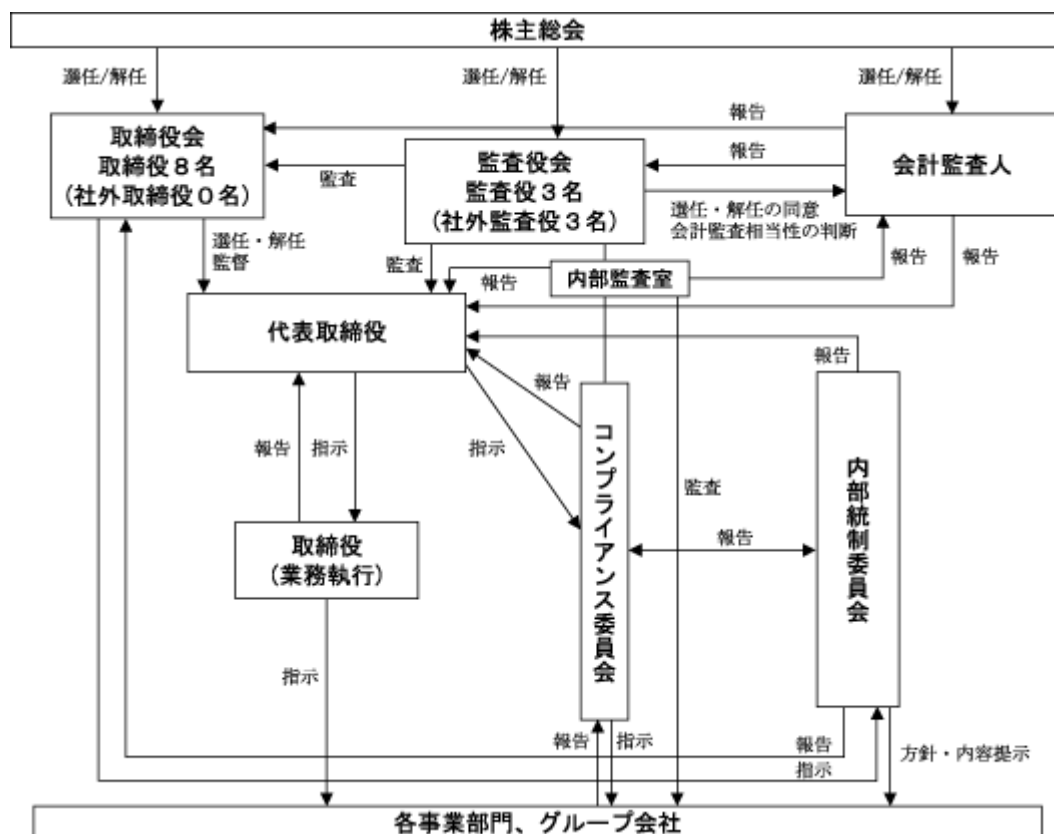 株主総会
選任/解任
選任/解任
選任/解任
取締役会
取締役8名
(社外取締役0名)
監査役会
監査役3名
(社外監査役3名)
会計監査人
報告
報告
監査
選任・解任の同意
会計監査相当性の判断
選任・解任
監督
監査
報告
内部監査室
報告
報告
代表取締役
報告
報告
指示
報告
指示
コンプライアンス委員会
監査
報告
内部統制委員会
取締役
(業務執行)
指示
報告
指示
報告
指示
方針・内容提示
各事業部門、グループ会社